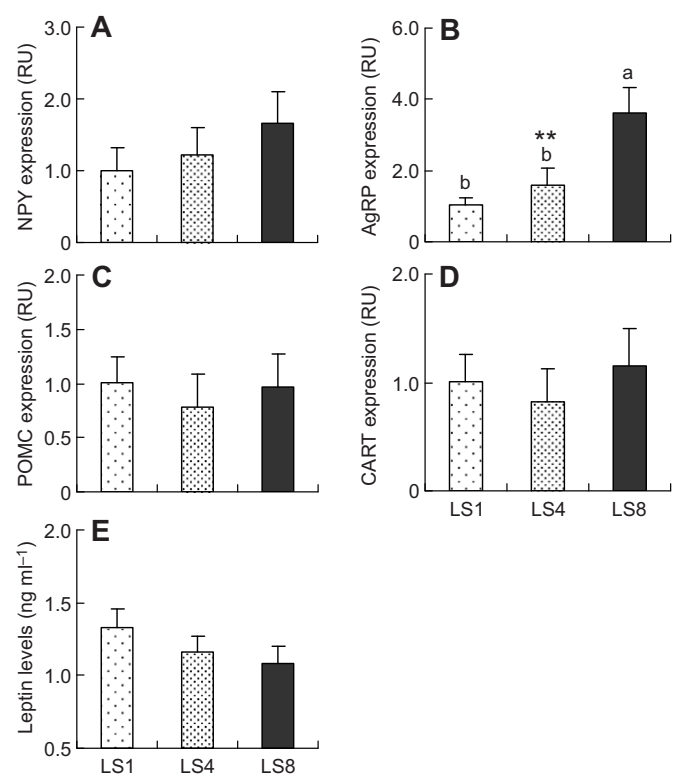 A
NPY expression (RU)
3.0
2.0
1.0
0
B
AgRP expression (RU)
6.0
4.0
2.0
0
b
**
b
a
C
POMC expression (RU)
2.0
1.5
1.0
0.5
0
D
CART expression (RU)
2.0
1.0
0
LS1 LS4 LS8
E
Leptin levels (ng ml–1)
2.0
1.5
1.0
0.5
LS1 LS4 LS8